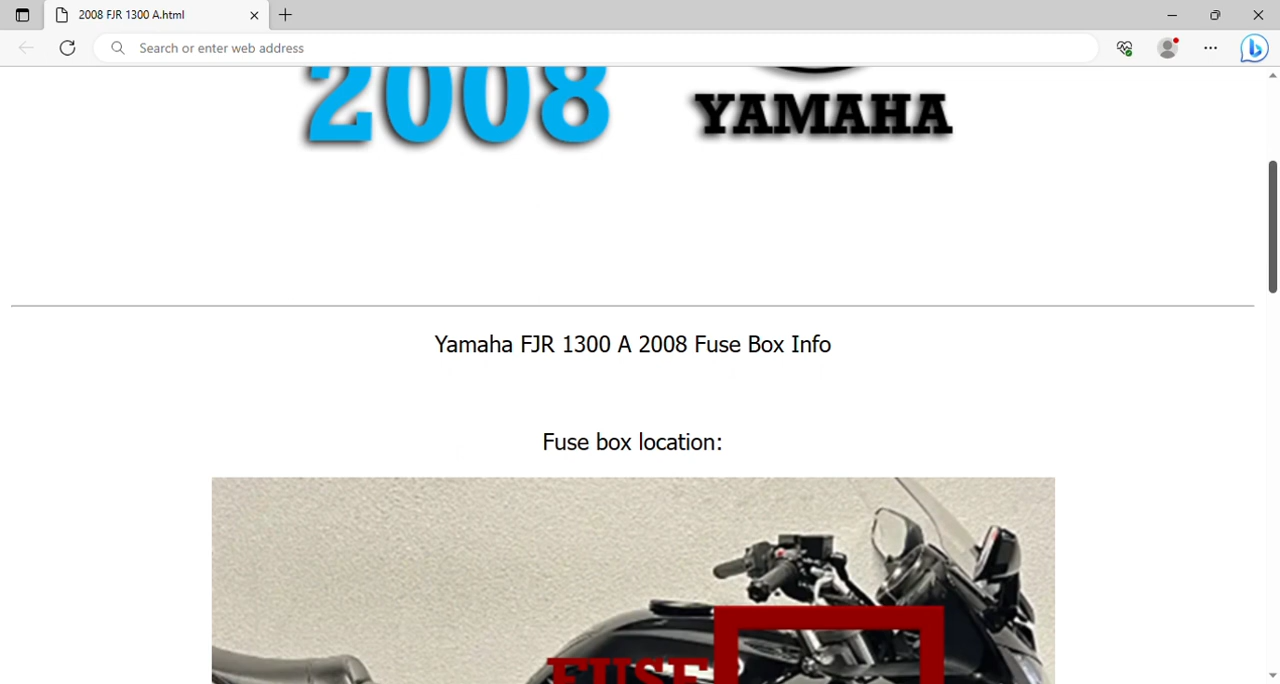 2008 FJR 1300 A.html
Search or enter web address
2008
YAMAHA
Yamaha FJR 1300 A 2008 Fuse Box Info
Fuse box location:
FUSE